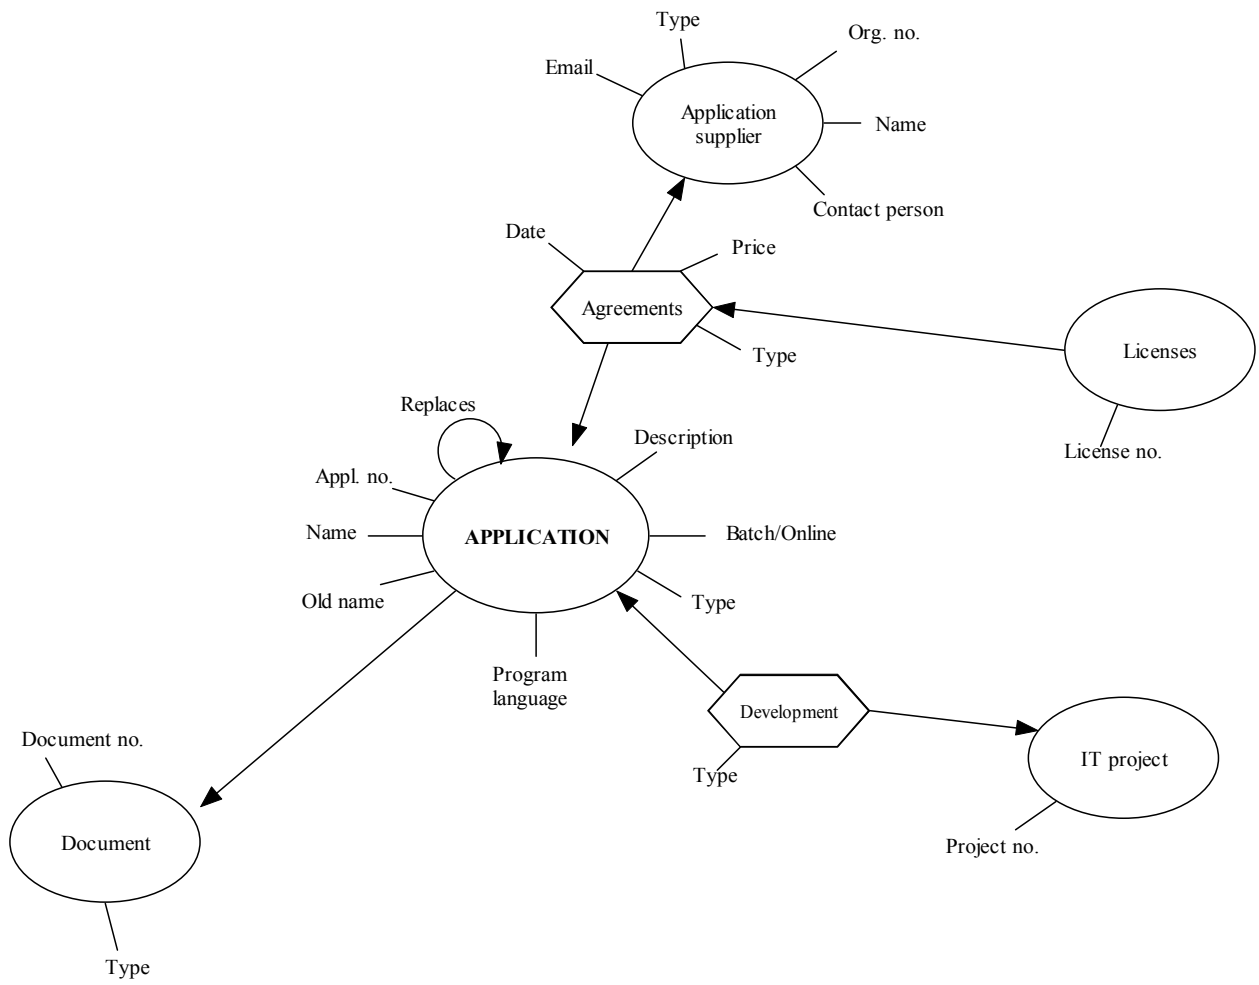 Type
Org. no.
Email
Application
supplier
Name
Contact person
Date
Price
Agreements
Type
Licenses
License no.
Replaces
Description
Appl. no.
Name
APPLICATION
Batch/Online
Old name
Type
Program
language
Development
Type
IT project
Project no.
Document no.
Document
Type